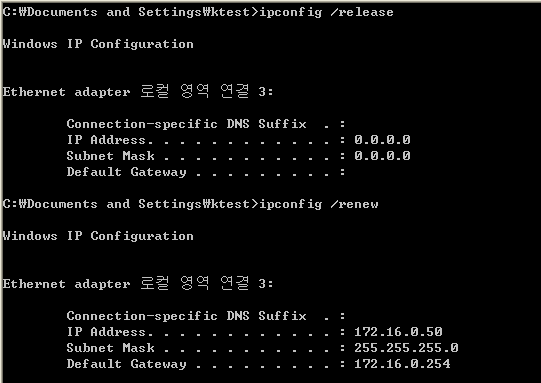 C:₩Documents and Settings₩ktest>ipconfig /release
Windows IP Configuration
Ethernet adapter 로컬 영역 연결 3:
Connection-specific DNS Suffix  . :
IP Address. . . . . . . . . . . . : 0.0.0.0
Subnet Mask . . . . . . . . . . . : 0.0.0.0
Default Gateway . . . . . . . . . :
C:₩Documents and Settings₩ktest>ipconfig /renew
Windows IP Configuration
Ethernet adapter 로컬 영역 연결 3:
Connection-specific DNS Suffix  . :
IP Address. . . . . . . . . . . . : 172.16.0.50
Subnet Mask . . . . . . . . . . . : 255.255.255.0
Default Gateway . . . . . . . . . : 172.16.0.254